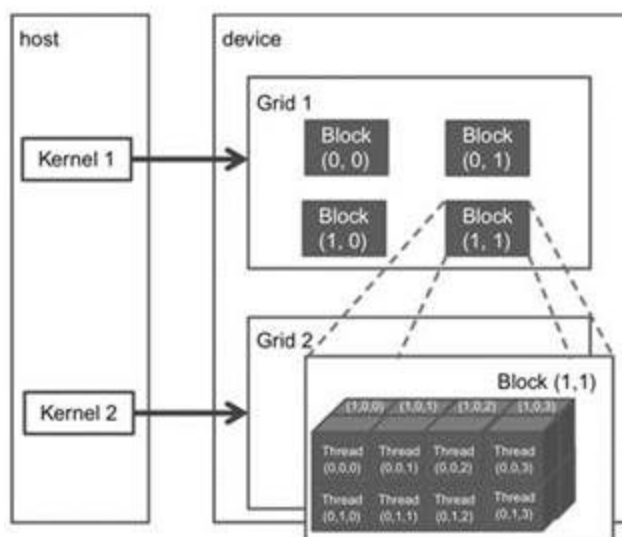 host
device
Grid 1
Kernel 1
Block
(0, 0)
Block
(0, 1)
Block
(1, 0)
Block
(1, 1)
Grid 2
Kernel 2
Block (1,1)
(1,0,0) (1,0,1) (1,0,2) (1,0,3)
Thread Thread Thread Thread
(0,0,0) (0,0,1) (0,0,2) (0,0,3)
Thread Thread Thread Thread
(0,1,0) (0,1,1) (0,1,2) (0,1,3)